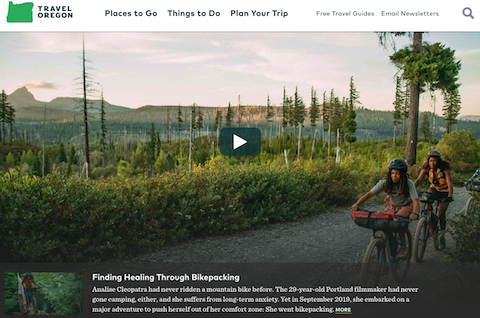 TRAVEL
OREGON
Places to Go Things to Do Plan Your Trip Free Travel Guides Email Newsletters
Finding Healing Through Bikepacking
Analise Cleopatra had never ridden a mountain bike before. The 29-year-old Portland filmmaker had never
gone camping, either, and she suffers from long-term anxiety. Yet in September 2019, she embarked on a
major adventure to push herself out of her comfort zone: She went bikepacking. MORE